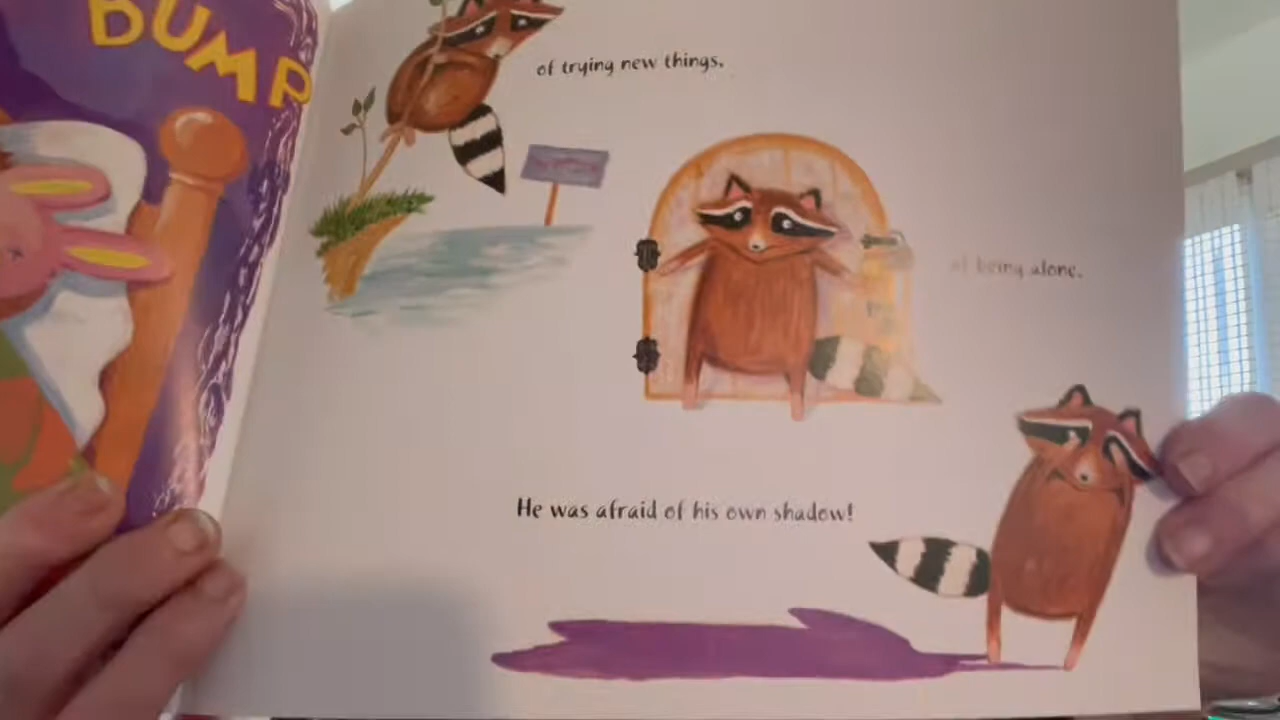 BUMP
of trying new things.
of being alone.
He was afraid of his own shadow!